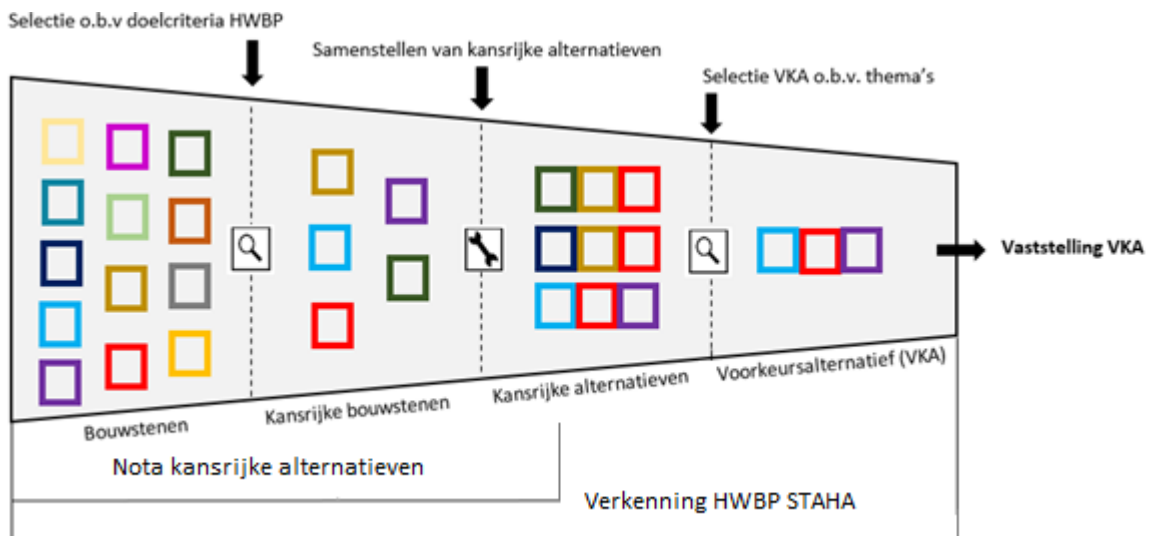 Selectie o.b.v doelcriteria HWBP
Samenstellen van kansrijke alternatieven
Selectie VKA o.b.v. thema's
Vaststelling VKA
Bouwstenen
Kansrijke bouwstenen
Kansrijke alternatieven
Voorkeursalternatief (VKA)
Nota kansrijke alternatieven
Verkenning HWBP STAHA